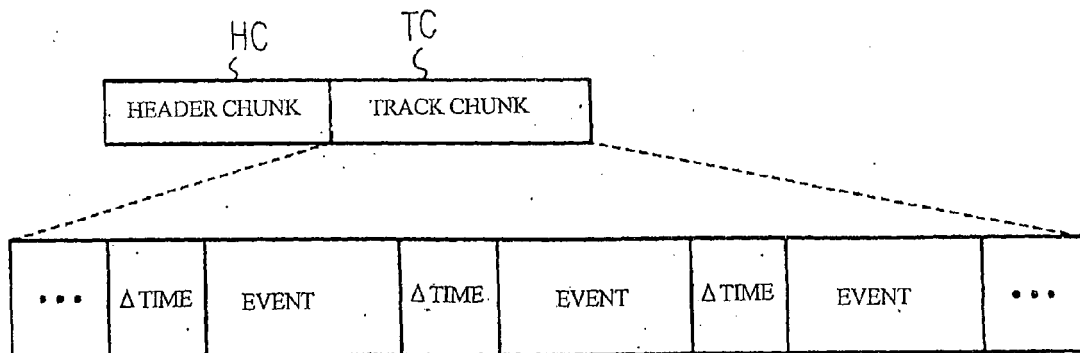 HC TC
HEADER CHUNK TRACK CHUNK
••• Δ TIME EVENT Δ TIME EVENT Δ TIME EVENT •••